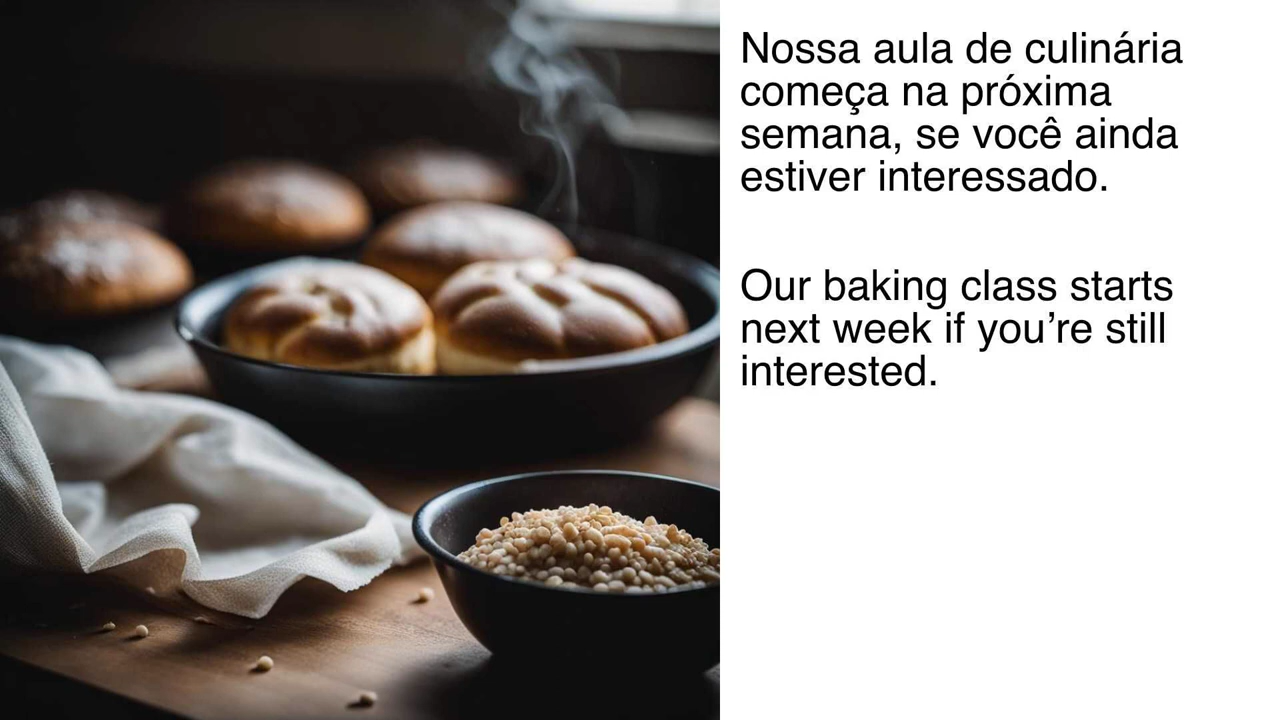 Nossa aula de culinária
começa na próxima
semana, se você ainda
estiver interessado.
Our baking class starts
next week if you’re still
interested.